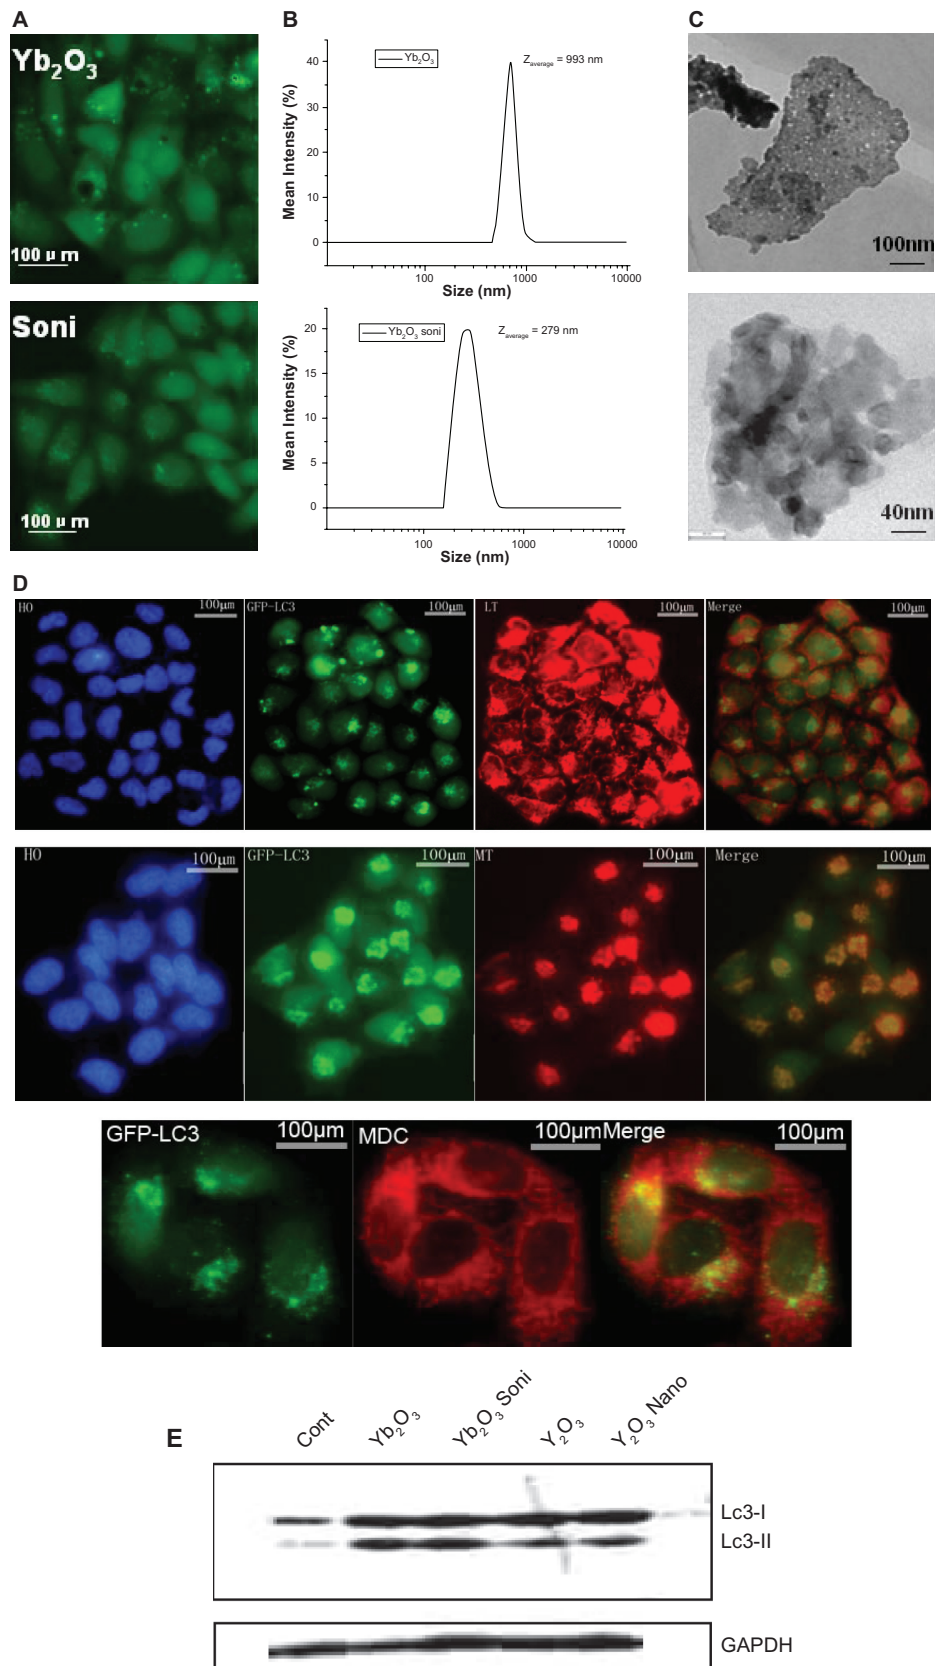 A
B
C
Yb₂O₃
100 μm
Yb₂O₃
Z average = 993 nm
Mean Intensity (%)
40
30
20
10
0
100
1000
10000
Size (nm)
100nm
Soni
100 μm
Yb₂O₃ soni
Z average = 279 nm
Mean Intensity (%)
20
15
10
5
0
100
1000
10000
Size (nm)
40nm
D
HO
100μm
GFP-LC3
100μm
LT
100μm
Merge
100μm
HO
100μm
GFP-LC3
100μm
MT
100μm
Merge
100μm
GFP-LC3
100μm
MDC
100μm
Merge
100μm
E
Cont
Yb₂O₃
Yb₂O₃ Soni
Y₂O₃
Y₂O₃ Nano
Lc3-I
Lc3-II
GAPDH